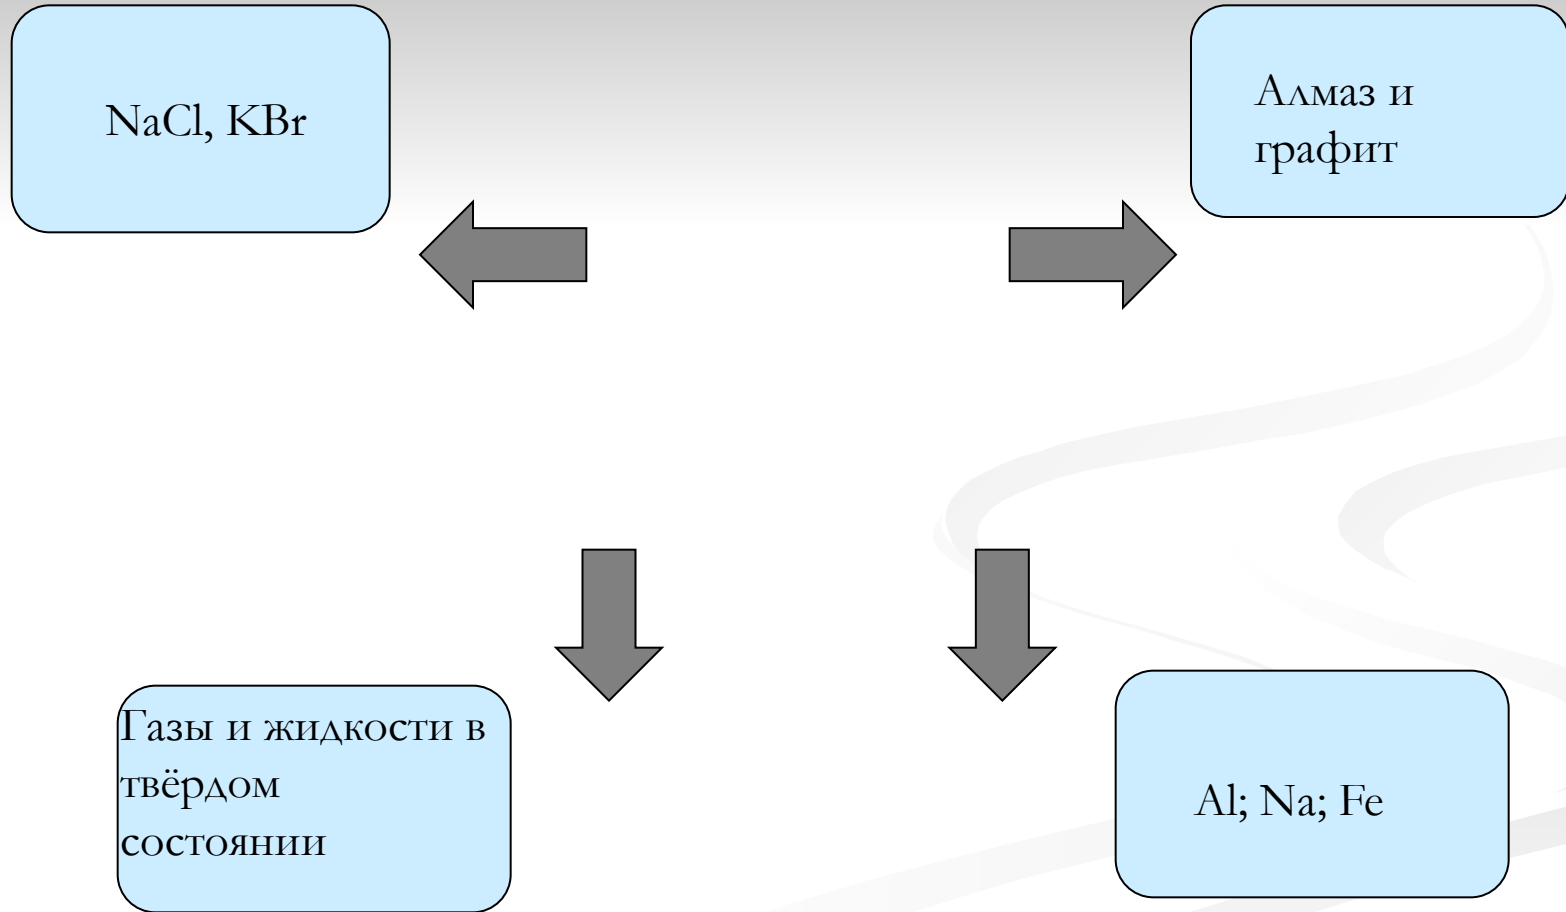 NaCl, KBr
Алмаз и
графит
Газы и жидкости в
твёрдом
состоянии
Al; Na; Fe